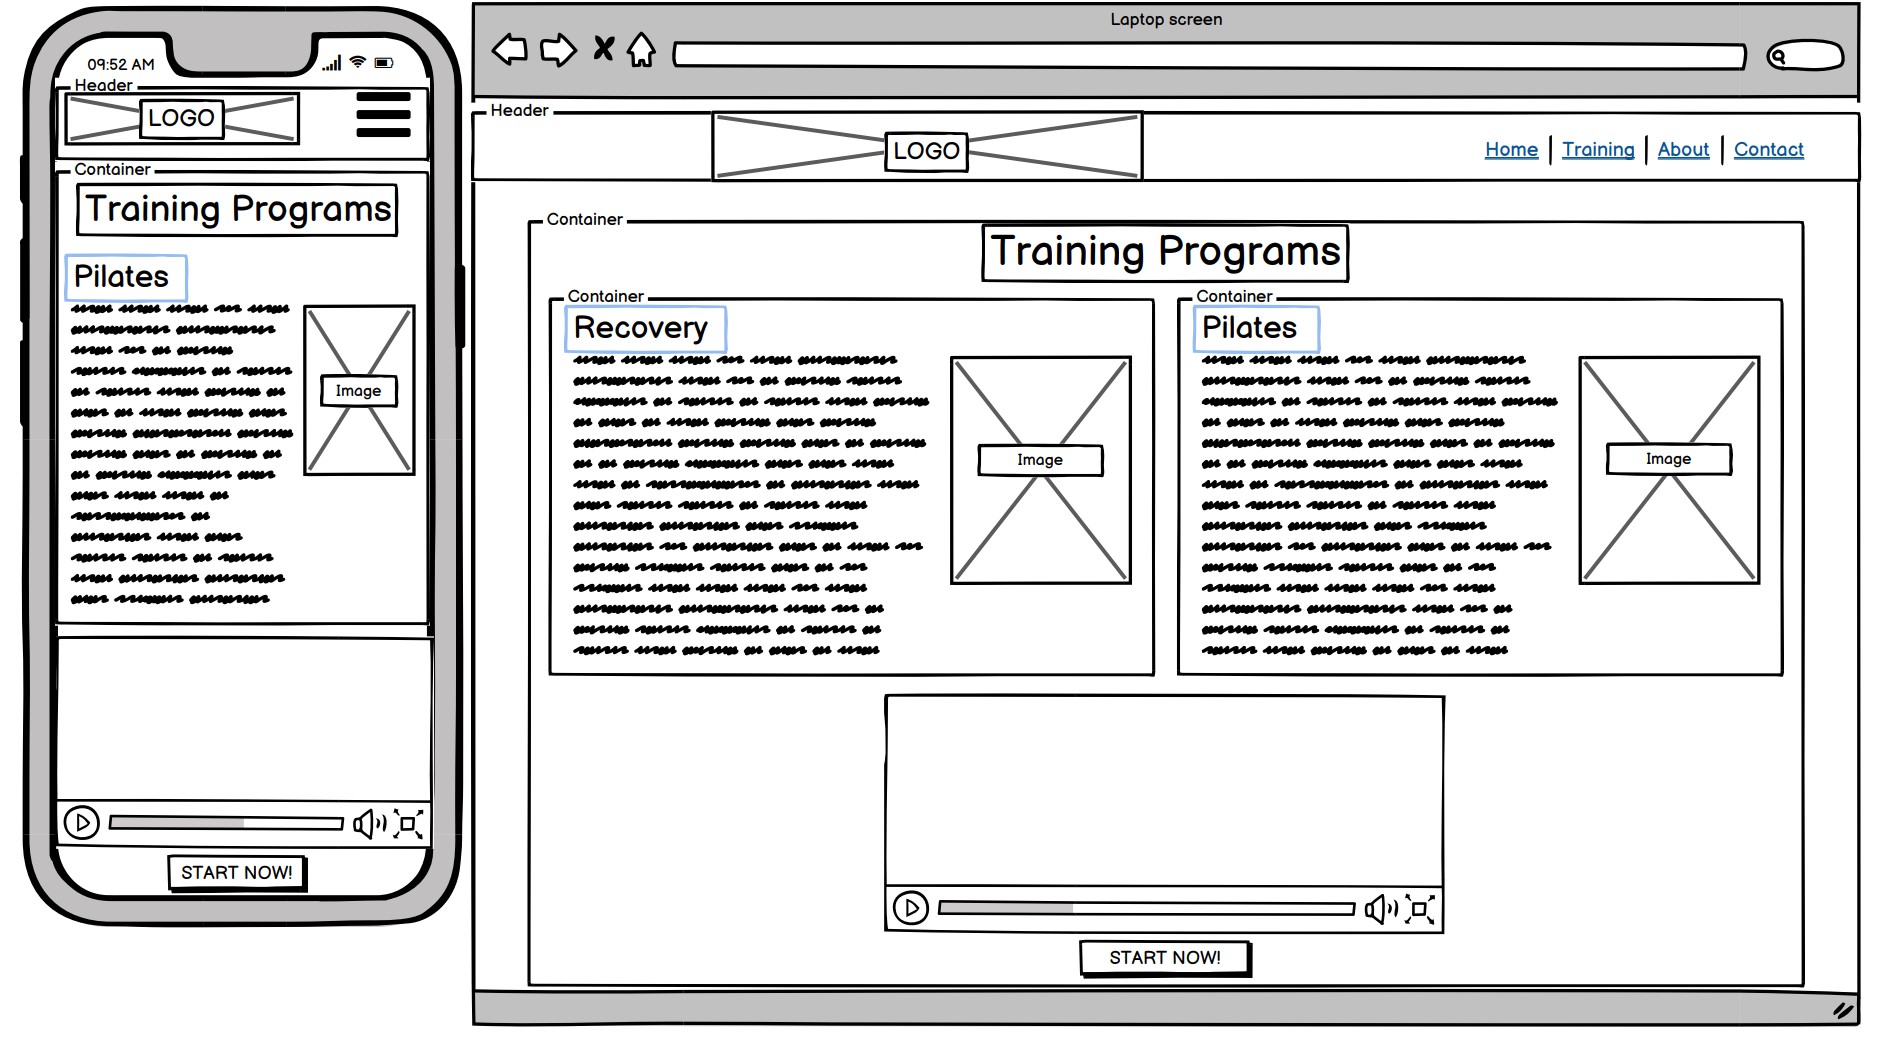 09:52 AM
Header
LOGO
Container
Training Programs
Pilates
Image
START NOW!
Laptop screen
Header
LOGO
Home
Training
About
Contact
Container
Training Programs
Container
Recovery
Image
Container
Pilates
Image
START NOW!